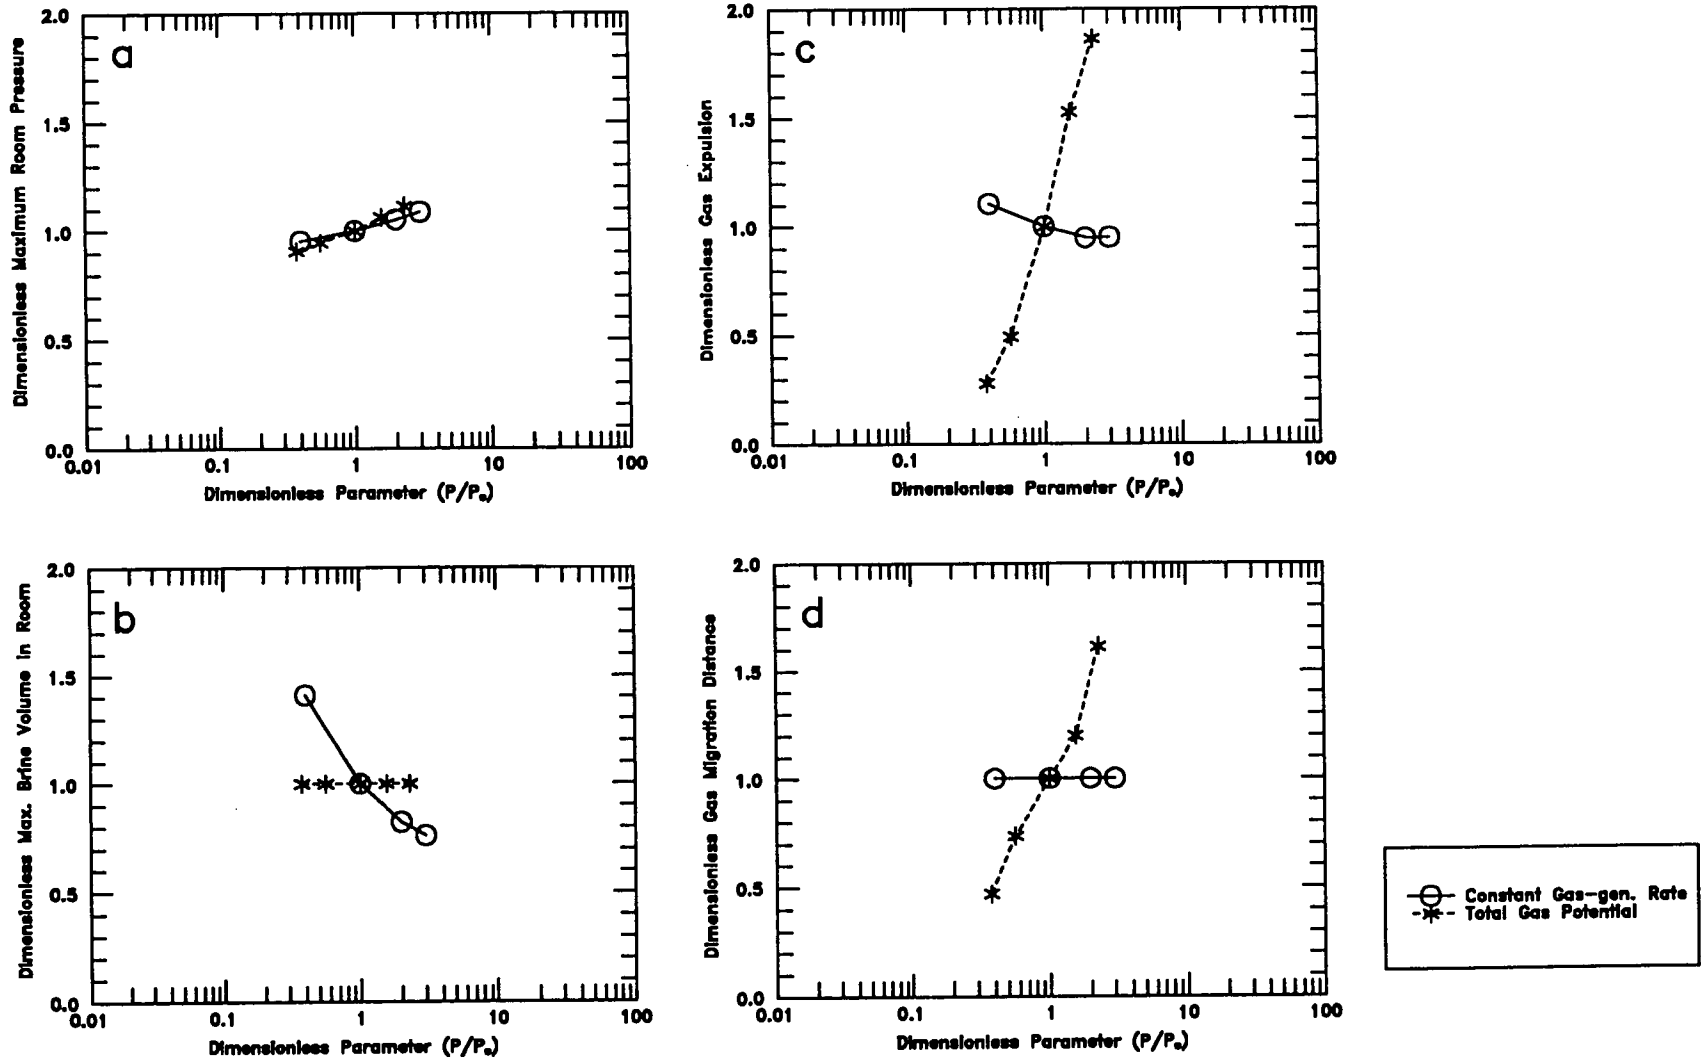 a
Dimensionless Maximum Room Pressure
2.0
1.5
1.0
0.5
0.0
0.01 0.1 1 10 100
Dimensionless Parameter (P/Pₒ)
c
Dimensionless Gas Expulsion
2.0
1.5
1.0
0.5
0.0
0.01 0.1 1 10 100
Dimensionless Parameter (P/Pₒ)
b
Dimensionless Max. Brine Volume in Room
2.0
1.5
1.0
0.5
0.0
0.01 0.1 1 10 100
Dimensionless Parameter (P/Pₒ)
d
Dimensionless Gas Migration Distance
2.0
1.5
1.0
0.5
0.0
0.01 0.1 1 10 100
Dimensionless Parameter (P/Pₒ)
Constant Gas-gen. Rate
Total Gas Potential